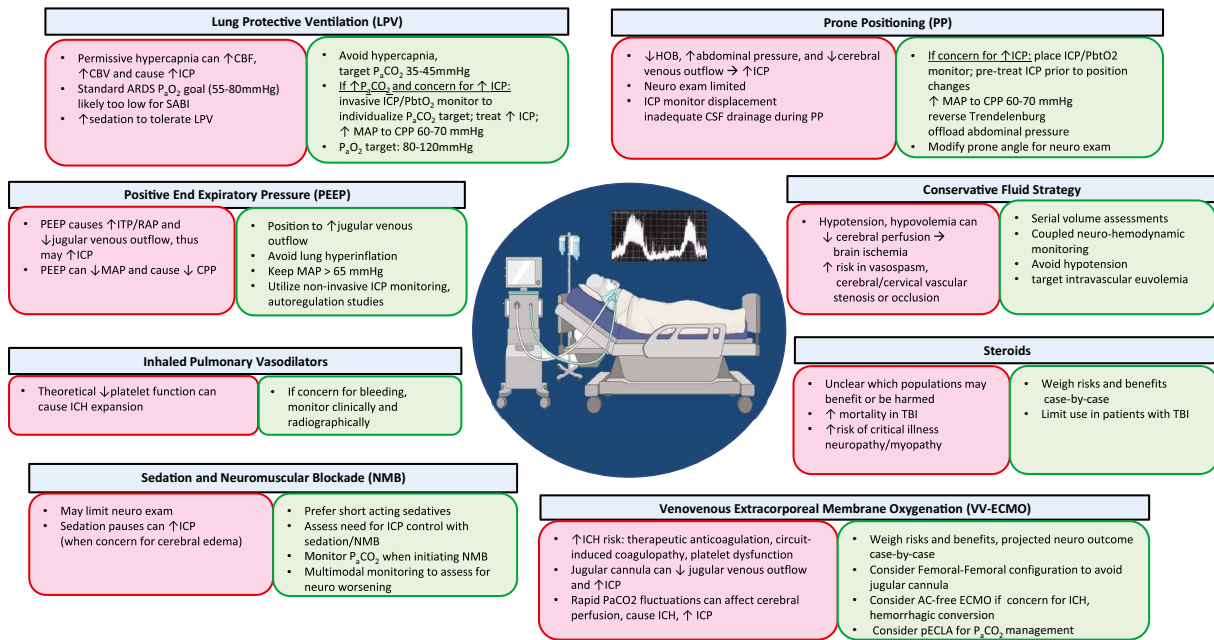 Lung Protective Ventilation (LPV)
• Permissive hypercapnia can ↑CBF,
↑CBV and cause ↑ICP
• Standard ARDS PaO2 goal (55-80mmHg)
likely too low for SABI
• ↑sedation to tolerate LPV
• Avoid hypercapnia,
target PaCO2 35-45mmHg
• If ↑PaCO2 and concern for ↑ ICP:
invasive ICP/PbtO2 monitor to
individualize PaCO2 target; treat ↑ ICP;
↑ MAP to CPP 60-70 mmHg
• PaO2 target: 80-120mmHg
Prone Positioning (PP)
• ↓HOB, ↑abdominal pressure, and ↓cerebral
venous outflow → ↑ICP
• Neuro exam limited
• ICP monitor displacement
inadequate CSF drainage during PP
• If concern for ↑ICP: place ICP/PbtO2
monitor; pre-treat ICP prior to position
changes
↑ MAP to CPP 60-70 mmHg
reverse Trendelenburg
offload abdominal pressure
• Modify prone angle for neuro exam
Positive End Expiratory Pressure (PEEP)
• PEEP causes ↑ITP/RAP and
↓jugular venous outflow, thus
may ↑ICP
• PEEP can ↓MAP and cause ↓ CPP
• Position to ↑jugular venous
outflow
• Avoid lung hyperinflation
• Keep MAP > 65 mmHg
• Utilize non-invasive ICP monitoring,
autoregulation studies
Conservative Fluid Strategy
• Hypotension, hypovolemia can
↓ cerebral perfusion →
brain ischemia
↑ risk in vasospasm,
cerebral/cervical vascular
stenosis or occlusion
• Serial volume assessments
• Coupled neuro-hemodynamic
monitoring
• Avoid hypotension
• target intravascular euvolemia
Inhaled Pulmonary Vasodilators
• Theoretical ↓platelet function can
cause ICH expansion
• If concern for bleeding,
monitor clinically and
radiographically
Steroids
• Unclear which populations may
benefit or be harmed
• ↑ mortality in TBI
• ↑risk of critical illness
neuropathy/myopathy
• Weigh risks and benefits
case-by-case
• Limit use in patients with TBI
Sedation and Neuromuscular Blockade (NMB)
• May limit neuro exam
• Sedation pauses can ↑ICP
(when concern for cerebral edema)
• Prefer short acting sedatives
• Assess need for ICP control with
sedation/NMB
• Monitor PaCO2 when initiating NMB
• Multimodal monitoring to assess for
neuro worsening
Venovenous Extracorporeal Membrane Oxygenation (VV-ECMO)
• ↑ICH risk: therapeutic anticoagulation, circuit-
induced coagulopathy, platelet dysfunction
• Jugular cannula can ↓ jugular venous outflow
and ↑ICP
• Rapid PaCO2 fluctuations can affect cerebral
perfusion, cause ICH, ↑ ICP
• Weigh risks and benefits, projected neuro outcome
case-by-case
• Consider Femoral-Femoral configuration to avoid
jugular cannula
• Consider AC-free ECMO if concern for ICH,
hemorrhagic conversion
• Consider pECLA for PaCO2 management